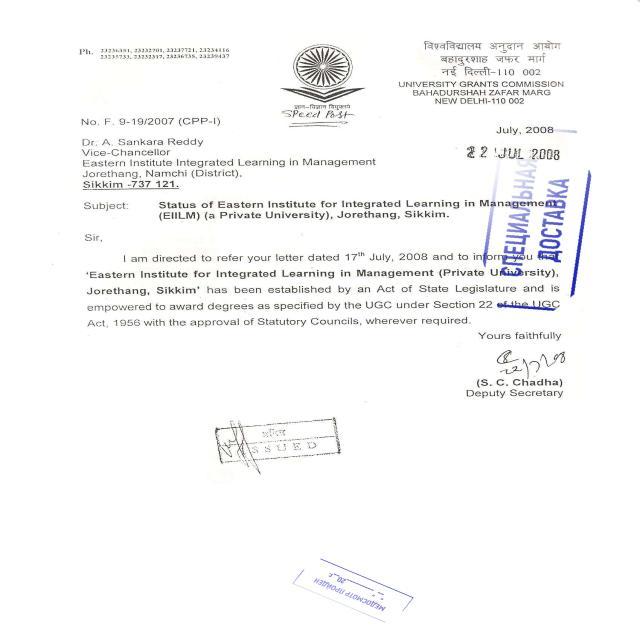 Ph. 23236351, 23232701, 23237721, 23234116
23235733, 23232317, 23236735, 23239437
विश्वविद्यालय अनुदान आयोग
बहादुरशाह जफर मार्ग
नई दिल्ली-110 002
UNIVERSITY GRANTS COMMISSION
BAHADURSHAH ZAFAR MARG
NEW DELHI-110 002
ज्ञान-विज्ञान विमुक्तये
Speed Post
No. F. 9-19/2007 (CPP-I)
July, 2008
22 JUL 2008
Dr. A. Sankara Reddy
Vice-Chancellor
Eastern Institute Integrated Learning in Management
Jorethang, Namchi (District),
Sikkim -737 121.
СПЕЦИАЛЬНАЯ
ДОСТАВКА
Subject: Status of Eastern Institute for Integrated Learning in Management
(EIILM) (a Private University), Jorethang, Sikkim.
Sir,
I am directed to refer your letter dated 17th July, 2008 and to inform you that
'Eastern Institute for Integrated Learning in Management (Private University),
Jorethang, Sikkim' has been established by an Act of State Legislature and is
empowered to award degrees as specified by the UGC under Section 22 of the UGC
Act, 1956 with the approval of Statutory Councils, wherever required.
Yours faithfully
22/7/08
(S. C. Chadha)
Deputy Secretary
ISSUED
МЕДОСМОТР ПРОЙДЕН
"_"_ 20_ г.